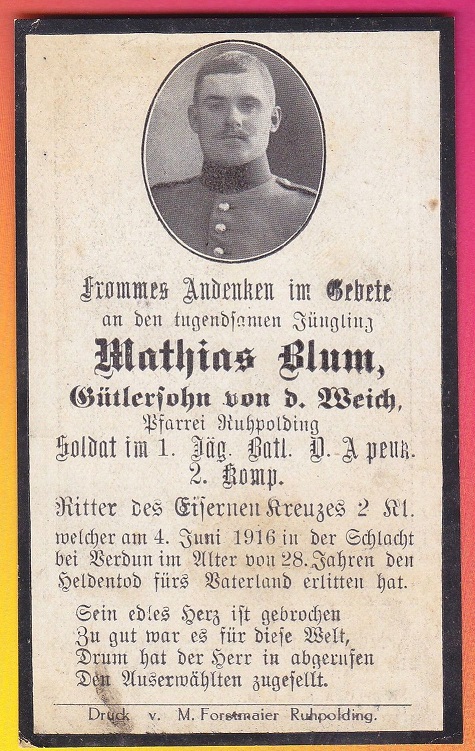 Frommes Andenken im Gebete
an den tugendsamen Jüngling
Mathias Blum,
Gütlersohn von d. Weich,
Pfarrei Ruhpolding
Soldat im 1. Jäg. Batl. D. Alpenk.
2. Komp.
Ritter des Eisernen Kreuzes 2 Kl.
welcher am 4. Juni 1916 in der Schlacht
bei Verdun im Alter von 28. Jahren den
Heldentod fürs Vaterland erlitten hat.
Sein edles Herz ist gebrochen
Zu gut war es für diese Welt,
Drum hat der Herr in abgerufen
Den Auserwählten zugesellt.
Druck v. M. Forstmaier Ruhpolding.